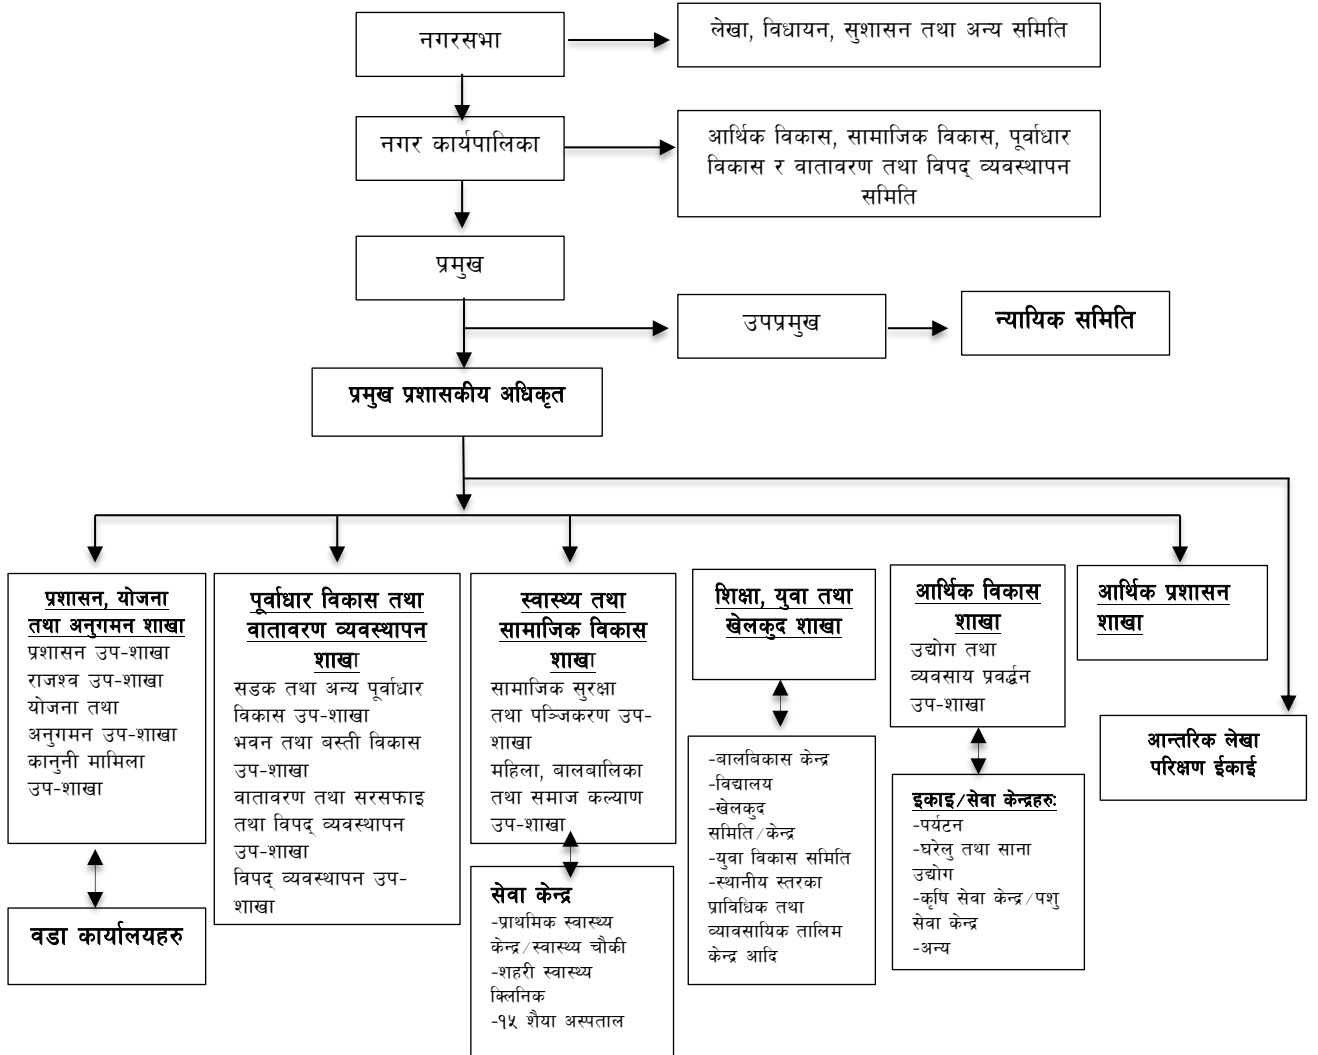 नगरसभा
लेखा, विधायन, सुशासन तथा अन्य समिति
नगर कार्यपालिका
आर्थिक विकास, सामाजिक विकास, पूर्वाधार
विकास र वातावरण तथा विपद् व्यवस्थापन
समिति
प्रमुख
उपप्रमुख
न्यायिक समिति
प्रमुख प्रशासकीय अधिकृत
प्रशासन, योजना
तथा अनुगमन शाखा
प्रशासन उप-शाखा
राजश्व उप-शाखा
योजना तथा
अनुगमन उप-शाखा
कानुनी मामिला
उप-शाखा
वडा कार्यालयहरु
पूर्वाधार विकास तथा
वातावरण व्यवस्थापन
शाखा
सडक तथा अन्य पूर्वाधार
विकास उप-शाखा
भवन तथा बस्ती विकास
उप-शाखा
वातावरण तथा सरसफाइ
तथा विपद् व्यवस्थापन
उप-शाखा
विपद् व्यवस्थापन उप-
शाखा
स्वास्थ्य तथा
सामाजिक विकास
शाखा
सामाजिक सुरक्षा
तथा पञ्जिकरण उप-
शाखा
महिला, बालबालिका
तथा समाज कल्याण
उप-शाखा
सेवा केन्द्र
-प्राथमिक स्वास्थ्य
केन्द्र/स्वास्थ्य चौकी
-शहरी स्वास्थ्य
क्लिनिक
-१५ शैया अस्पताल
शिक्षा, युवा तथा
खेलकुद शाखा
-बालबिकास केन्द्र
-विद्यालय
-खेलकुद
समिति/केन्द्र
-युवा विकास समिति
-स्थानीय स्तरका
प्राविधिक तथा
व्यावसायिक तालिम
केन्द्र आदि
आर्थिक विकास
शाखा
उद्योग तथा
व्यवसाय प्रवर्द्धन
उप-शाखा
इकाइ/सेवा केन्द्रहरु:
-पर्यटन
-घरेलु तथा साना
उद्योग
-कृषि सेवा केन्द्र/पशु
सेवा केन्द्र
-अन्य
आर्थिक प्रशासन
शाखा
आन्तरिक लेखा
परिक्षण ईकाई